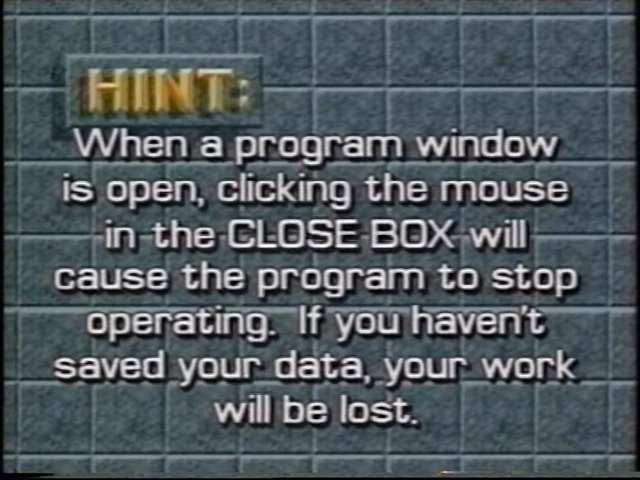 HINT:
When a program window
is open, clicking the mouse
in the CLOSE BOX will
cause the program to stop
operating.  If you haven't
saved your data, your work
will be lost.